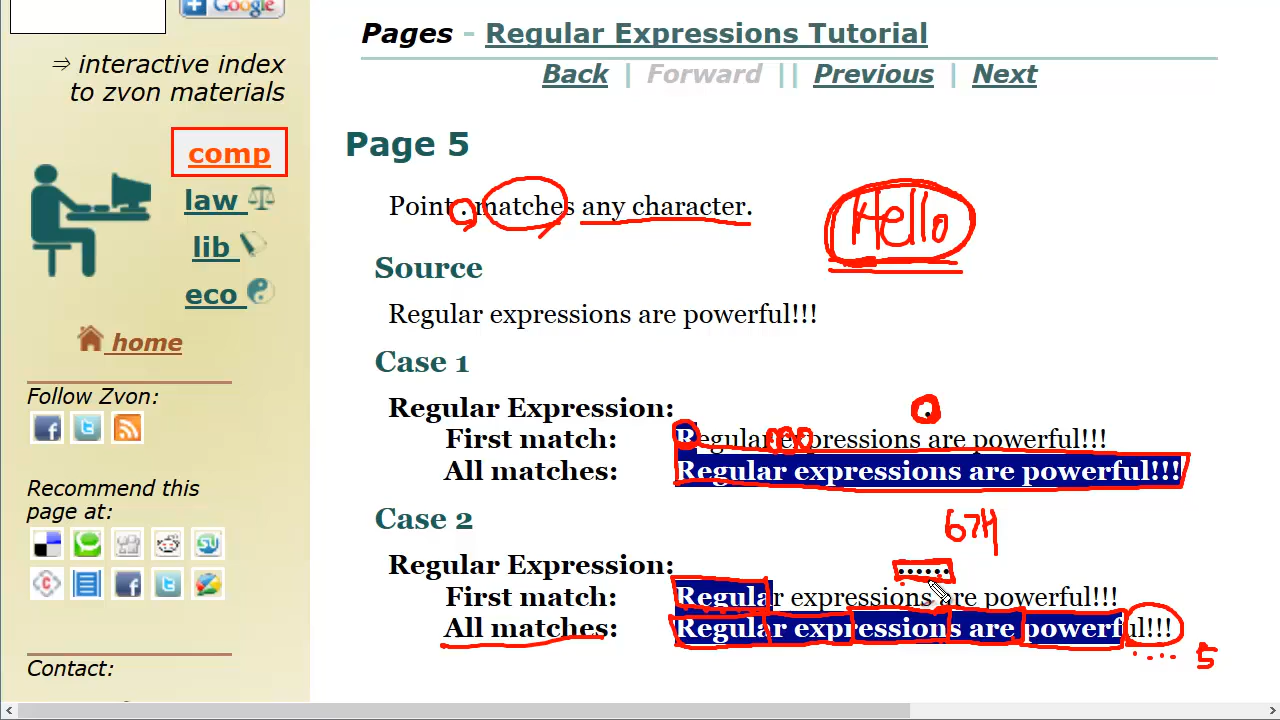 Google
⇒ interactive index
to zvon materials
comp
law
lib
eco
home
Follow Zvon:
Recommend this
page at:
Contact:
Pages - Regular Expressions Tutorial
Back | Forward || Previous | Next
Page 5
Point . matches any character.
Hello
Source
Regular expressions are powerful!!!
Case 1
Regular Expression: .
First match: Regular expressions are powerful!!!
All matches: Regular expressions are powerful!!!
Case 2
67H
Regular Expression: ......
First match: Regular expressions are powerful!!!
All matches: Regular expressions are powerful!!!
5